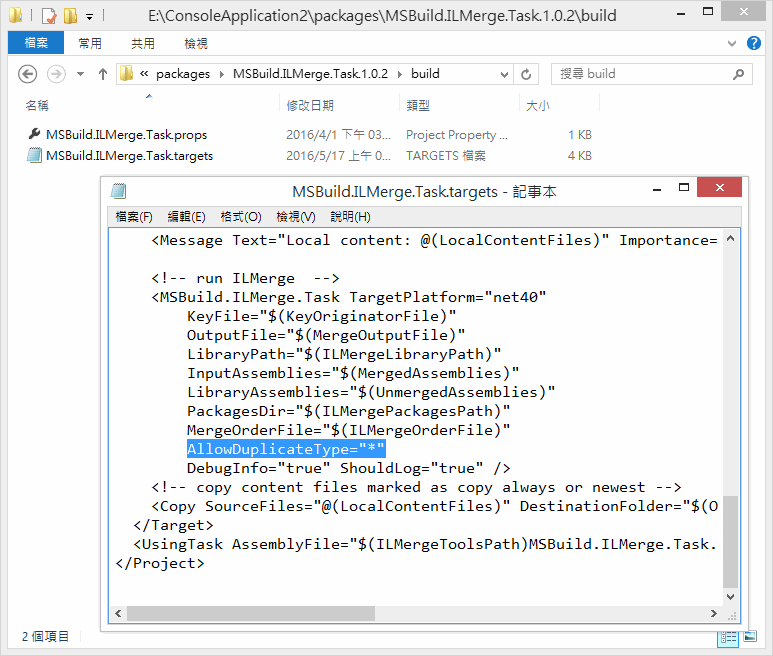 E:\ConsoleApplication2\packages\MSBuild.ILMerge.Task.1.0.2\build
檔案 常用 共用 檢視
« packages › MSBuild.ILMerge.Task.1.0.2 › build 搜尋 build
名稱 修改日期 類型 大小
MSBuild.ILMerge.Task.props 2016/4/1 下午 03... Project Property ... 1 KB
MSBuild.ILMerge.Task.targets 2016/5/17 上午 0... TARGETS 檔案 4 KB
MSBuild.ILMerge.Task.targets - 記事本
檔案(F) 編輯(E) 格式(O) 檢視(V) 說明(H)
<Message Text="Local content: @(LocalContentFiles)" Importance=
<!-- run ILMerge  -->
<MSBuild.ILMerge.Task TargetPlatform="net40"
KeyFile="$(KeyOriginatorFile)"
OutputFile="$(MergeOutputFile)"
LibraryPath="$(ILMergeLibraryPath)"
InputAssemblies="$(MergedAssemblies)"
LibraryAssemblies="$(UnmergedAssemblies)"
PackagesDir="$(ILMergePackagesPath)"
MergeOrderFile="$(ILMergeOrderFile)"
AllowDuplicateType="*"
DebugInfo="true" ShouldLog="true" />
<!-- copy content files marked as copy always or newest -->
<Copy SourceFiles="@(LocalContentFiles)" DestinationFolder="$(O
</Target>
<UsingTask AssemblyFile="$(ILMergeToolsPath)MSBuild.ILMerge.Task.
</Project>
2 個項目